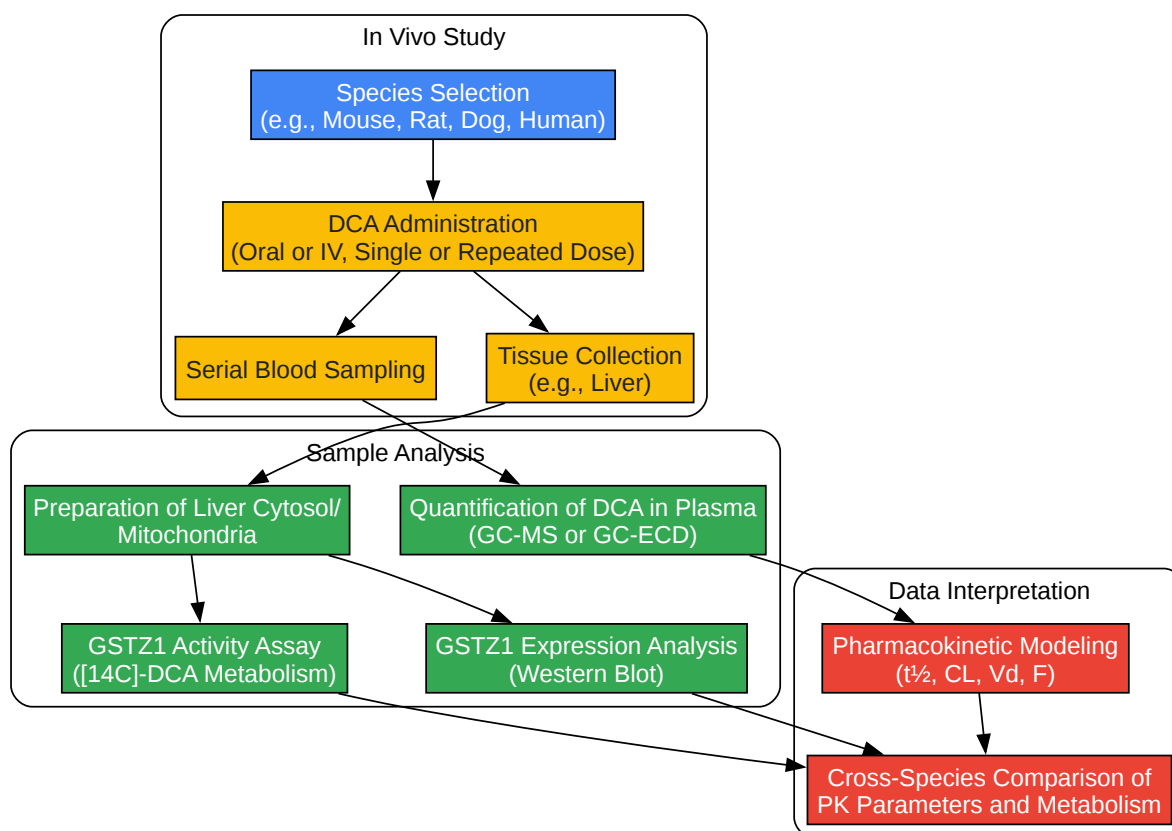 In Vivo Study
Species Selection
(e.g., Mouse, Rat, Dog, Human)
DCA Administration
(Oral or IV, Single or Repeated Dose)
Serial Blood Sampling
Tissue Collection
(e.g., Liver)
Sample Analysis
Preparation of Liver Cytosol/
Mitochondria
Quantification of DCA in Plasma
(GC-MS or GC-ECD)
GSTZ1 Activity Assay
([14C]-DCA Metabolism)
GSTZ1 Expression Analysis
(Western Blot)
Data Interpretation
Pharmacokinetic Modeling
(t½, CL, Vd, F)
Cross-Species Comparison of
PK Parameters and Metabolism